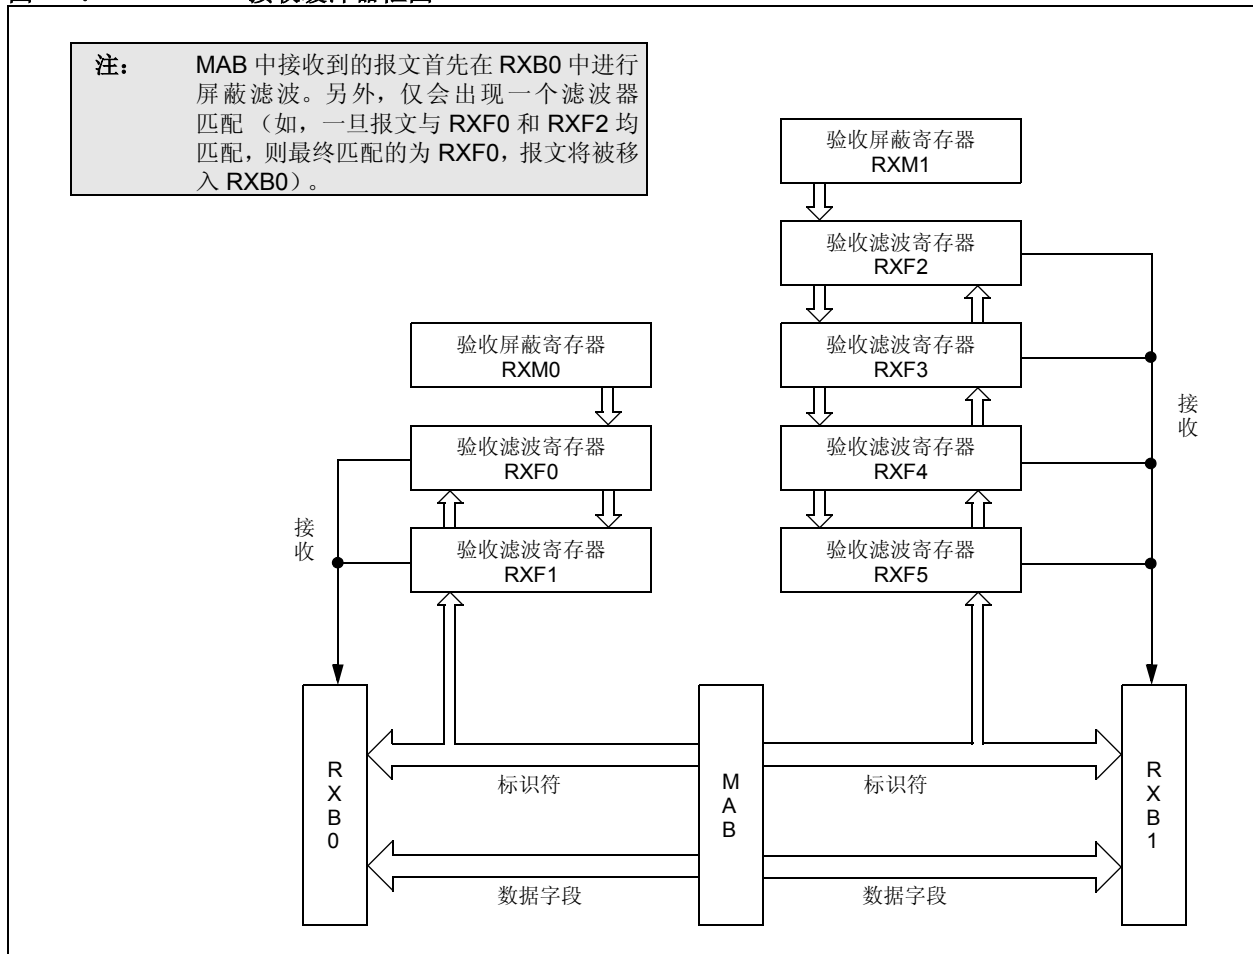 注： MAB 中接收到的报文首先在 RXB0 中进行
屏蔽滤波。另外，仅会出现一个滤波器
匹配 （如，一旦报文与 RXF0 和 RXF2 均
匹配，则最终匹配的为 RXF0，报文将被移
入 RXB0）。
验收屏蔽寄存器
RXM1
验收滤波寄存器
RXF2
验收屏蔽寄存器
RXM0
验收滤波寄存器
RXF3
接收
验收滤波寄存器
RXF0
验收滤波寄存器
RXF4
接收
验收滤波寄存器
RXF1
验收滤波寄存器
RXF5
RXB0
标识符
MAB
标识符
RXB1
数据字段
数据字段